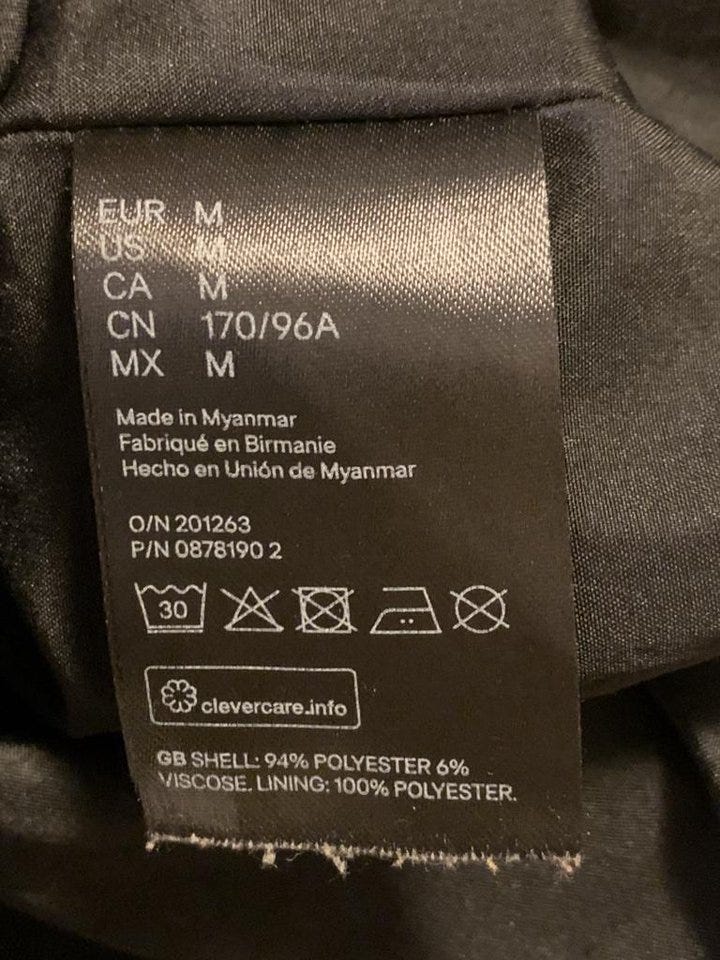 EUR M
US M
CA M
CN 170/96A
MX M
Made in Myanmar
Fabriqué en Birmanie
Hecho en Unión de Myanmar
O/N 201263
P/N 0878190 2
30
clevercare.info
GB SHELL: 94% POLYESTER 6%
VISCOSE. LINING: 100% POLYESTER.